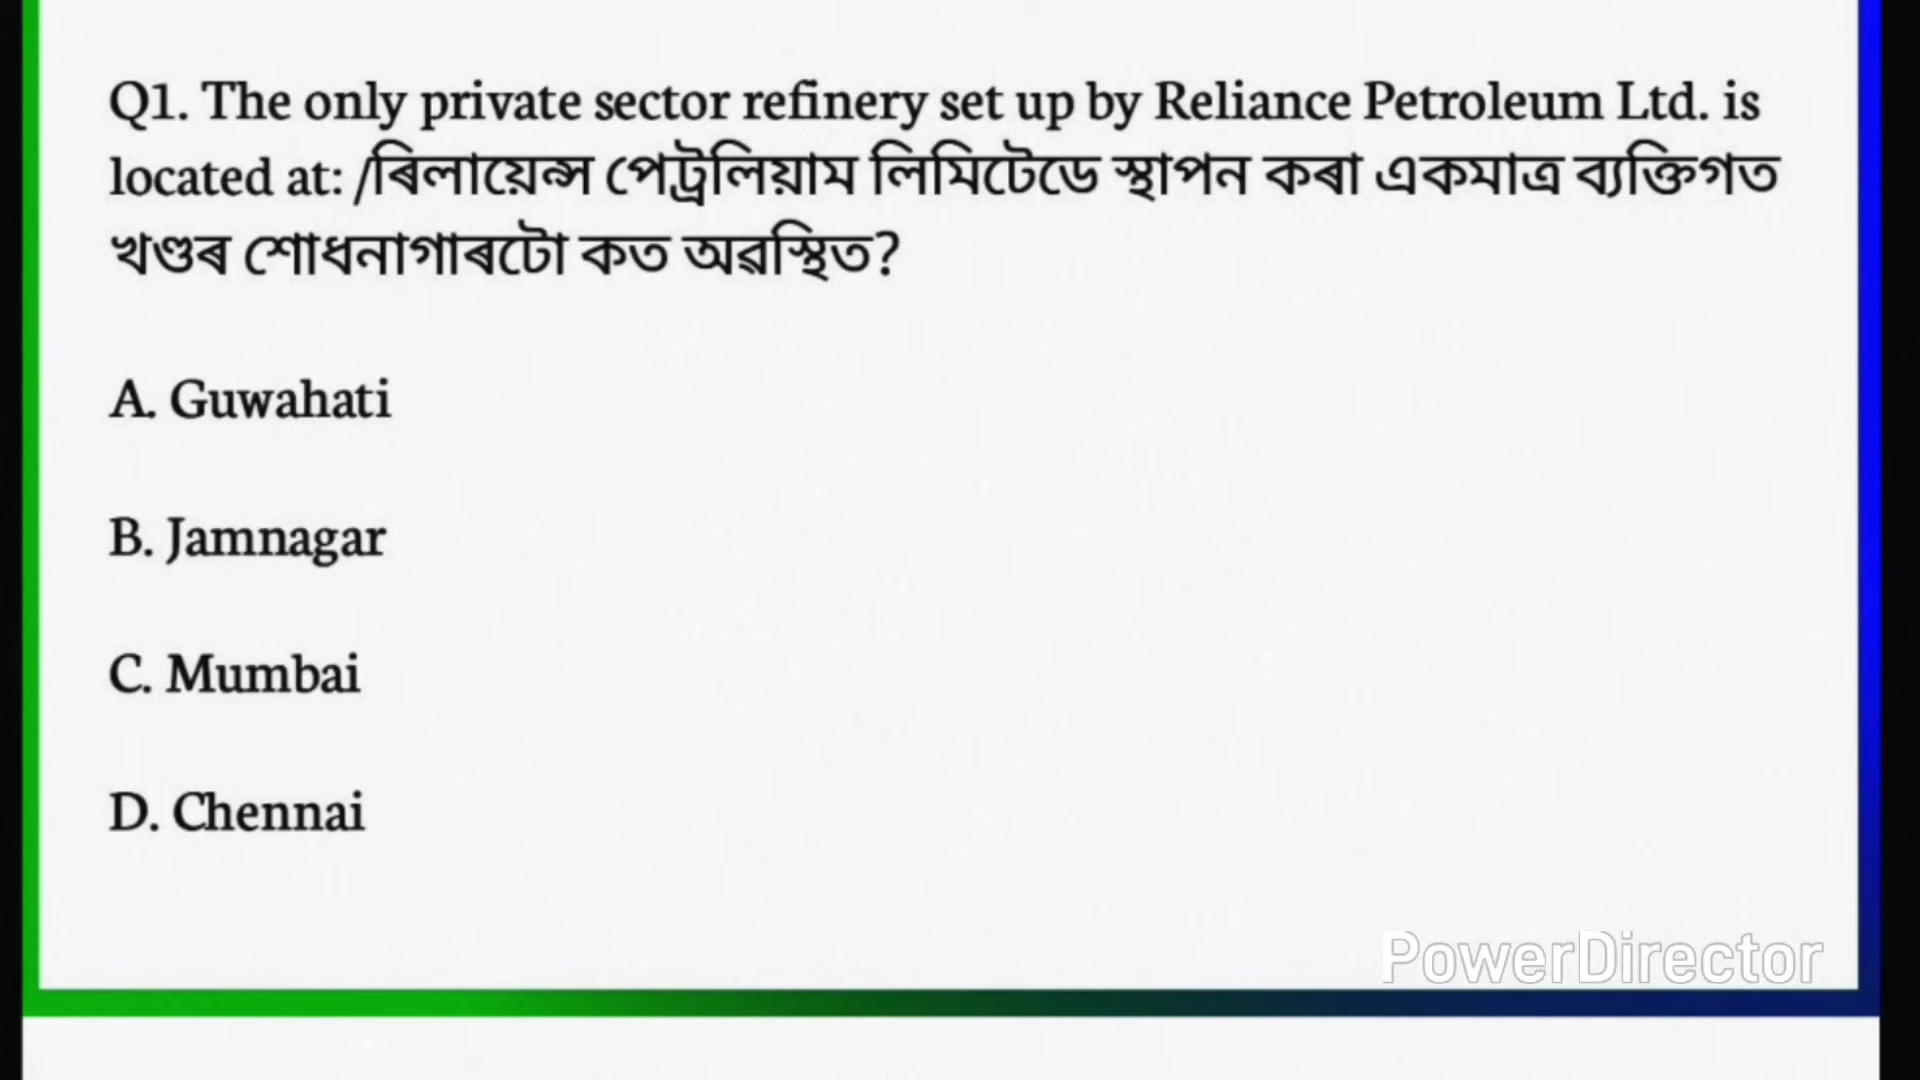 Q1. The only private sector refinery set up by Reliance Petroleum Ltd. is
located at: /ৰিলায়েন্স পেট্ৰলিয়াম লিমিটেডে স্থাপন কৰা একমাত্ৰ ব্যক্তিগত
খণ্ডৰ শোধনাগাৰটো কত অৱস্থিত?
A. Guwahati
B. Jamnagar
C. Mumbai
D. Chennai
PowerDirector